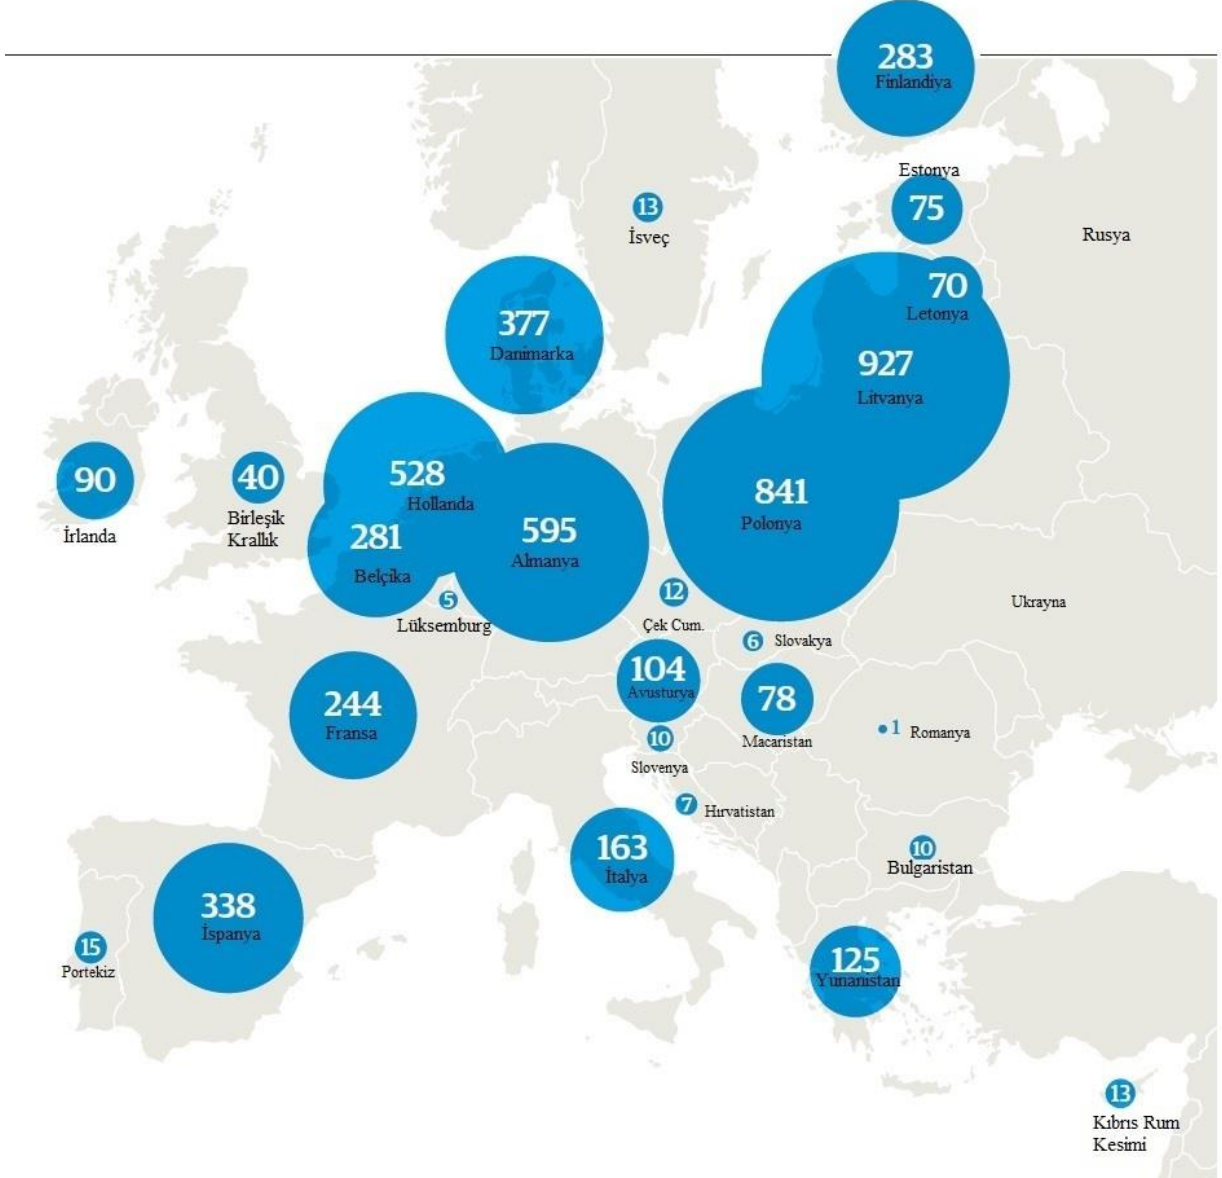 283
Finlandiya
Estonya
75
13
İsveç
Rusya
70
Letonya
377
Danimarka
927
Litvanya
90
İrlanda
40
Birleşik
Krallık
528
Hollanda
281
Belçika
595
Almanya
841
Polonya
5
Lüksemburg
12
Çek Cum.
Ukrayna
6 Slovakya
104
Avusturya
78
Macaristan
244
Fransa
10
Slovenya
1 Romanya
7 Hırvatistan
163
İtalya
10
Bulgaristan
338
İspanya
15
Portekiz
125
Yunanistan
13
Kıbrıs Rum
Kesimi